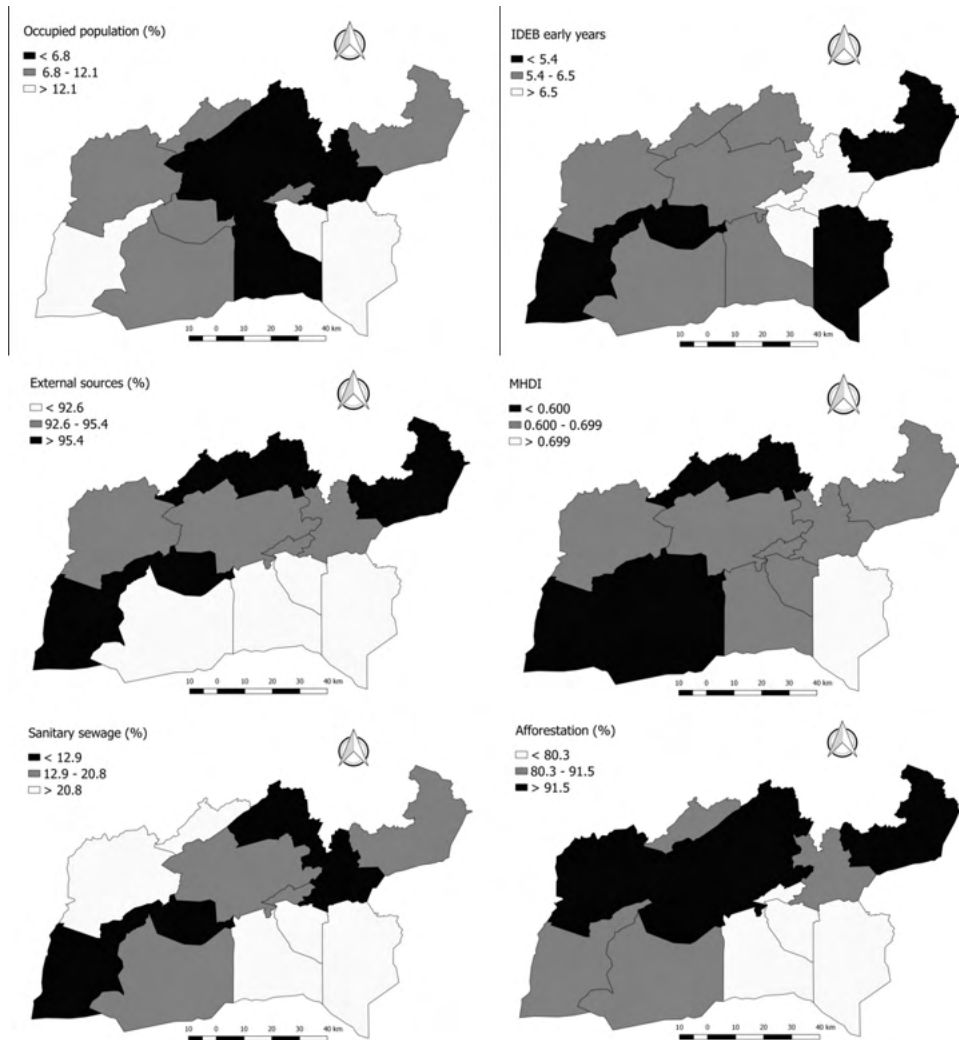 Occupied population (%)
< 6.8
6.8 - 12.1
> 12.1
10 0 10 20 30 40 km
IDEB early years
< 5.4
5.4 - 6.5
> 6.5
10 0 10 20 30 40 km
External sources (%)
< 92.6
92.6 - 95.4
> 95.4
10 0 10 20 30 40 km
MHDI
< 0.600
0.600 - 0.699
> 0.699
10 0 10 20 30 40 km
Sanitary sewage (%)
< 12.9
12.9 - 20.8
> 20.8
10 0 10 20 30 40 km
Afforestation (%)
< 80.3
80.3 - 91.5
> 91.5
10 0 10 20 30 40 km